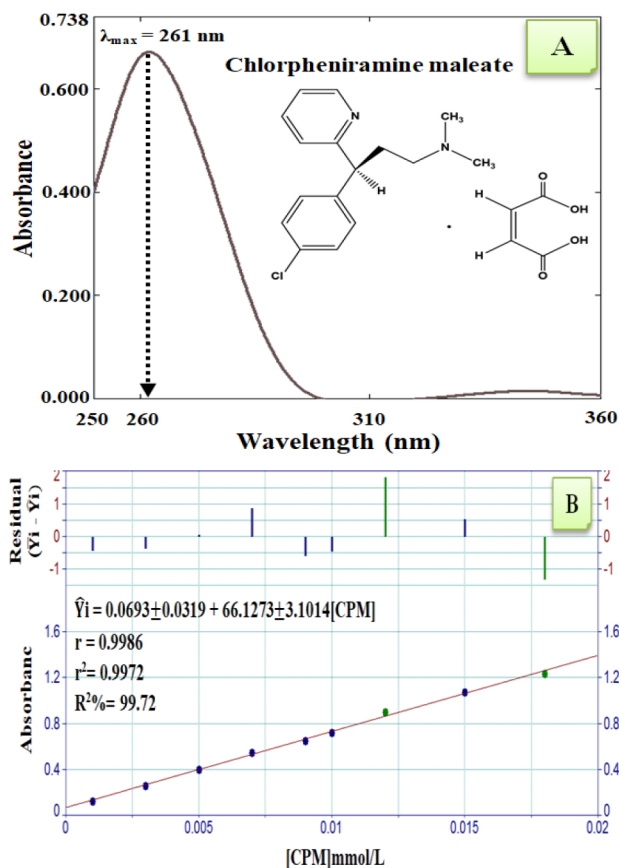 0.738
λmax = 261 nm
A
Chlorpheniramine maleate
0.600
0.400
0.200
0.000
Absorbance
N
CH3
N
CH3
H
Cl
H
O
OH
OH
H
O
250 260 310 360
Wavelength (nm)
B
2
1
0
-1
2
1
0
-1
Residual
(Ȳi - Ŷi)
Ŷi = 0.0693±0.0319 + 66.1273±3.1014[CPM]
r = 0.9986
r²= 0.9972
R²%= 99.72
1.6
1.2
0.8
0.4
0
1.6
1.2
0.8
0.4
0
Absorbanc
0 0.005 0.01 0.015 0.02
[CPM]mmol/L